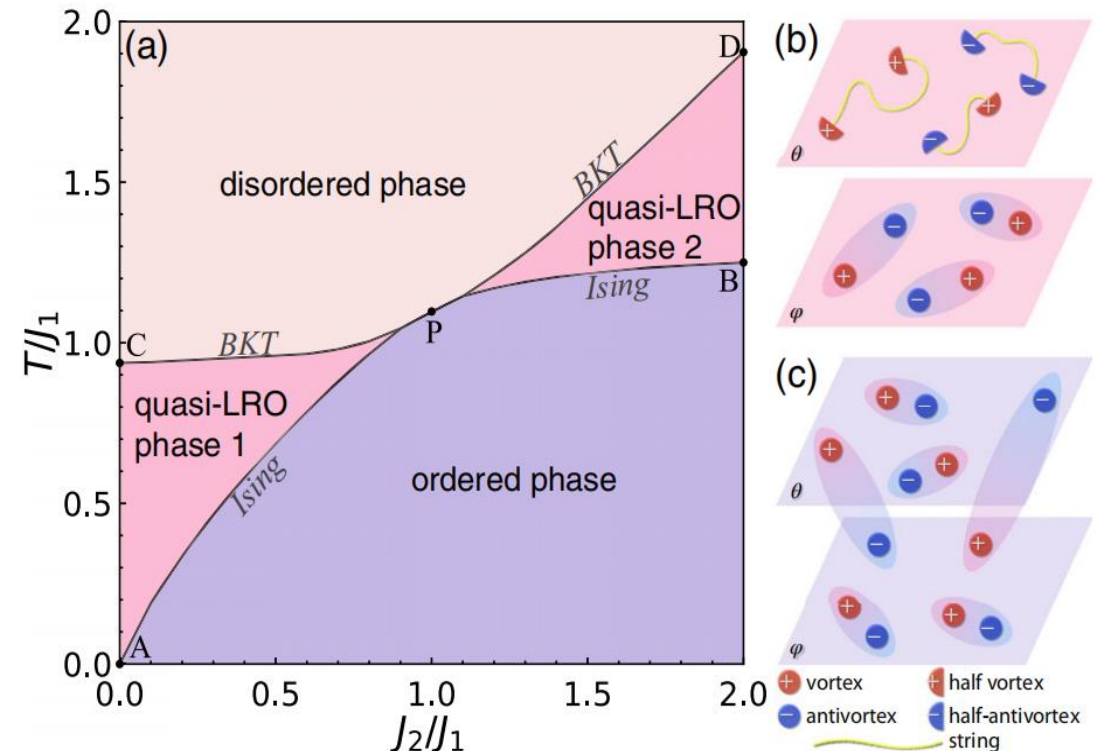 (a)
2.0
1.5
1.0
0.5
0.0
T/J1
disordered phase
BKT
D
quasi-LRO
phase 2
B
Ising
P
C
BKT
quasi-LRO
phase 1
Ising
ordered phase
A
0.0 0.5 1.0 1.5 2.0
J2/J1
(b)
+
+
−
−
−
+
θ
+
−
−
+
−
+
φ
(c)
+
−
−
+
−
+
θ
−
+
+
−
+
−
φ
+ vortex + half vortex
− antivortex − half-antivortex
string